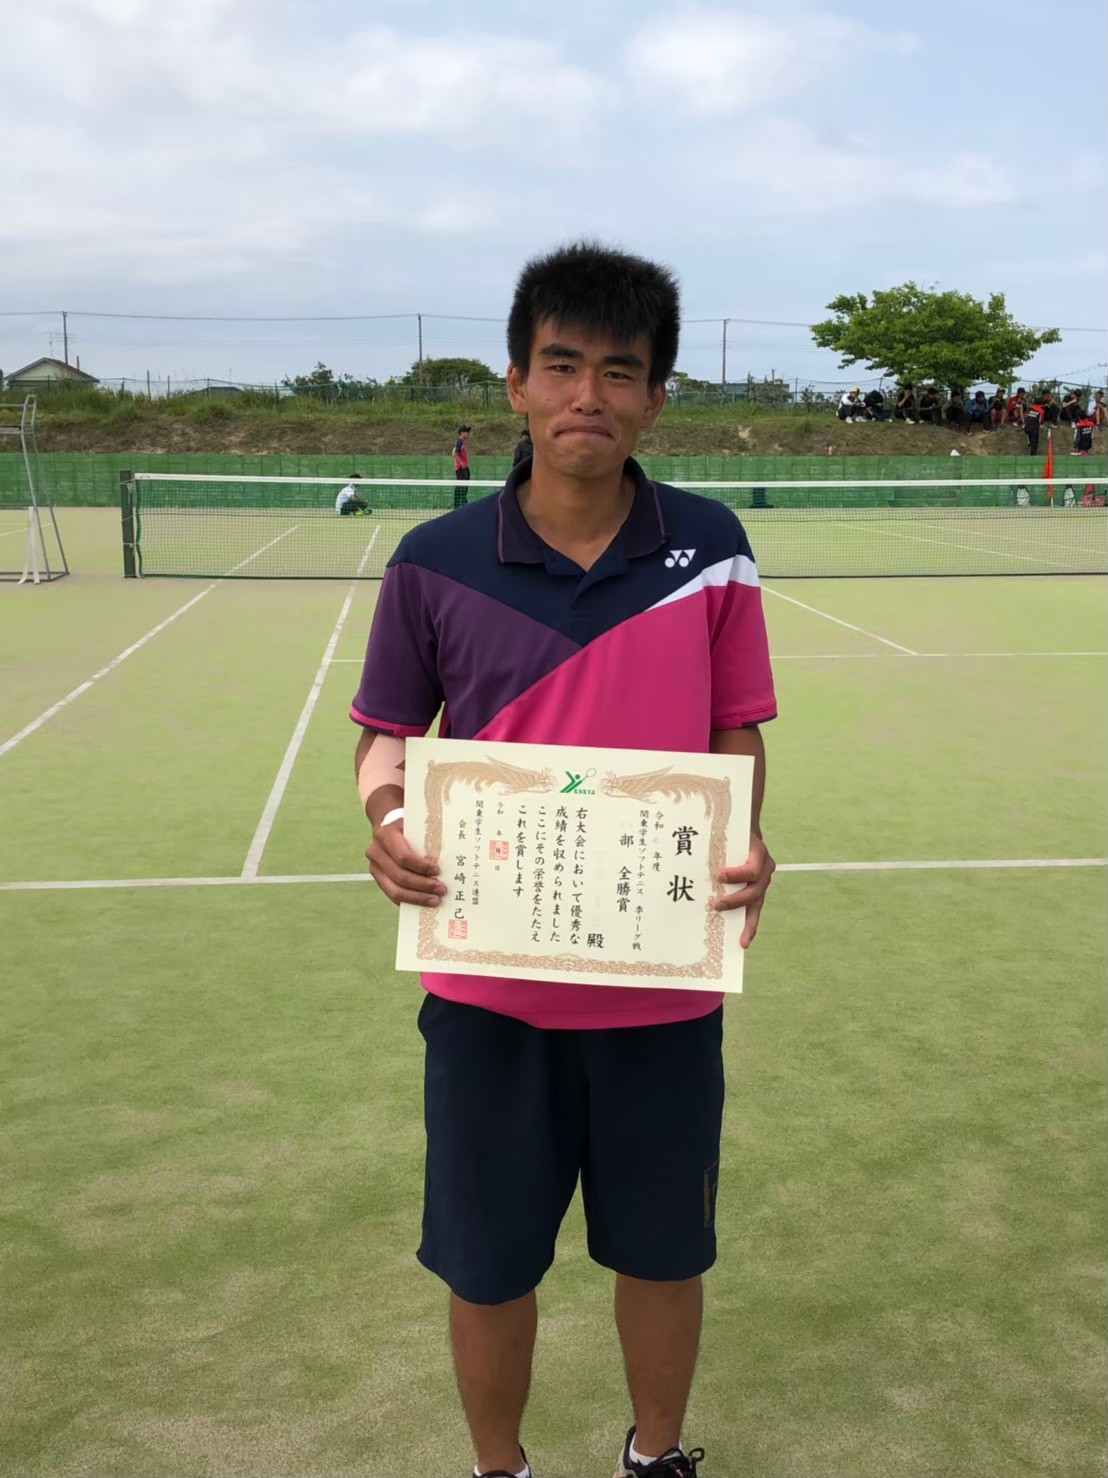 賞状
令和 年度
関東学生ソフトテニス 季リーグ戦
部 全勝賞
殿
右大会において優秀な
成績を収められました
ここにその栄誉をたたえ
これを賞します
令和 年 月 日
関東学生ソフトテニス連盟
会長 宮崎正己